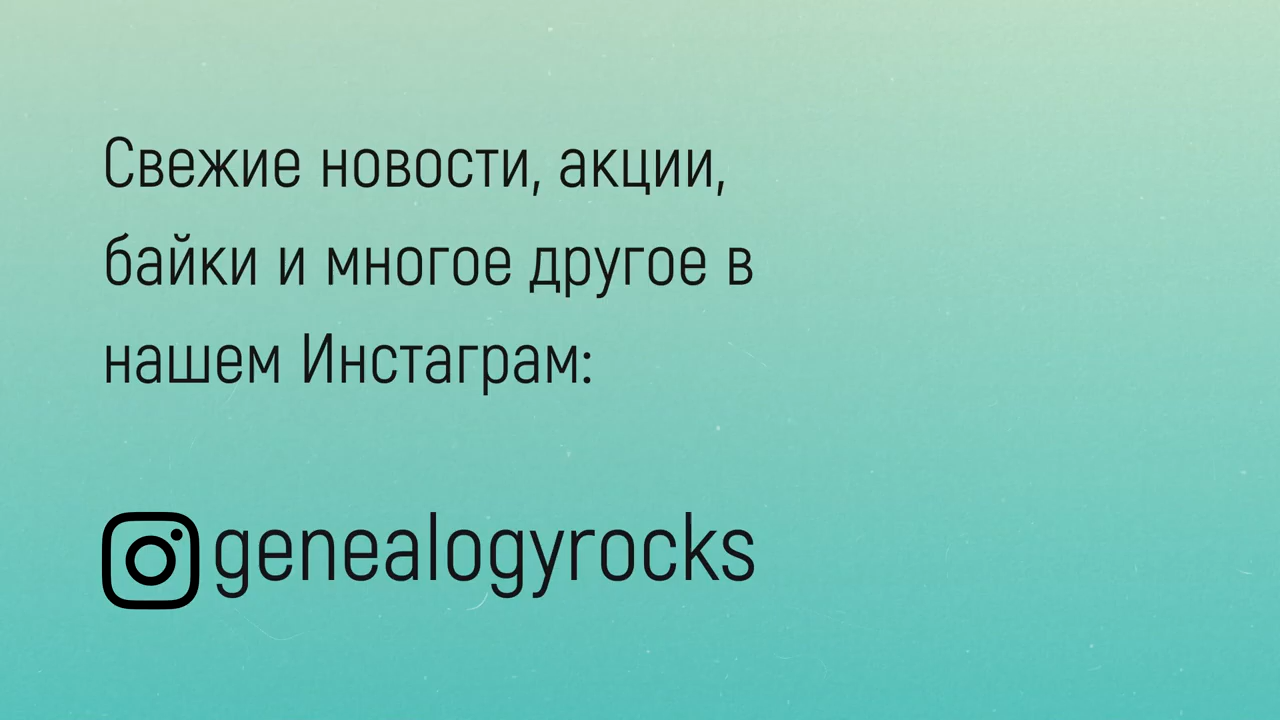 Свежие новости, акции,
байки и многое другое в
нашем Инстаграм:
genealogyrocks